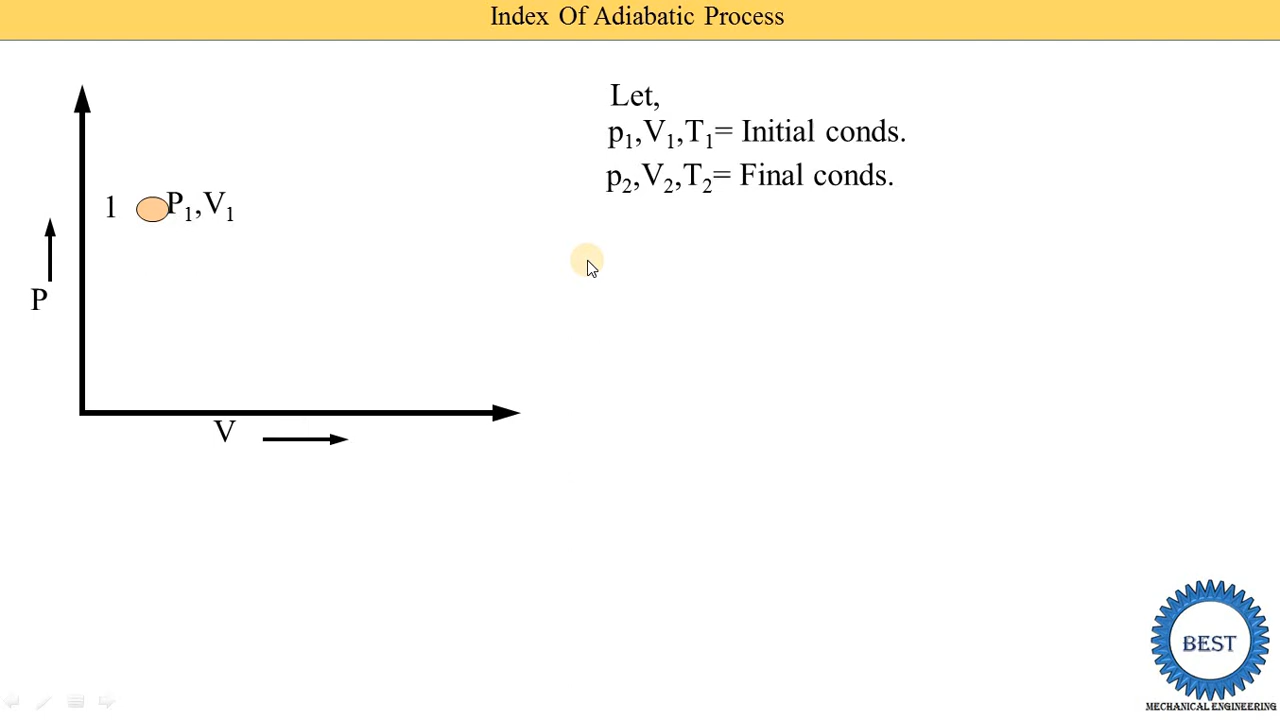 Index Of Adiabatic Process
Let,
p₁,V₁,T₁= Initial conds.
p₂,V₂,T₂= Final conds.
1 P₁,V₁
P
V
BEST
MECHANICAL ENGINEERING